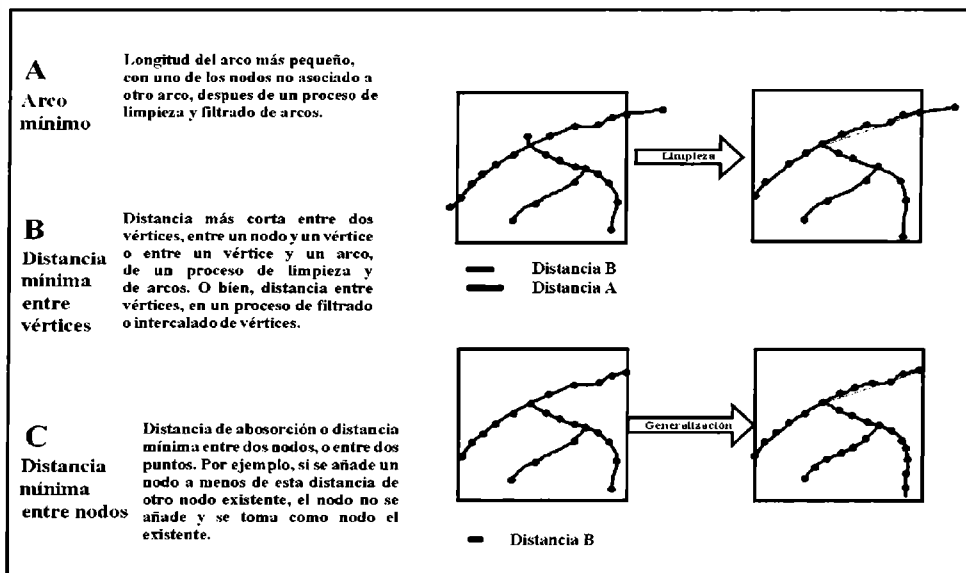 A
Arco
mínimo
Longitud del arco más pequeño,
con uno de los nodos no asociado a
otro arco, despues de un proceso de
limpieza y filtrado de arcos.
Limpieza
B
Distancia
mínima
entre
vértices
Distancia más corta entre dos
vértices, entre un nodo y un vértice
o entre un vértice y un arco,
de un proceso de limpieza y
de arcos. O bien, distancia entre
vértices, en un proceso de filtrado
o intercalado de vértices.
Distancia B
Distancia A
C
Distancia
mínima
entre nodos
Distancia de abosorción o distancia
mínima entre dos nodos, o entre dos
puntos. Por ejemplo, si se añade un
nodo a menos de esta distancia de
otro nodo existente, el nodo no se
añade y se toma como nodo el
existente.
Generalización
Distancia B